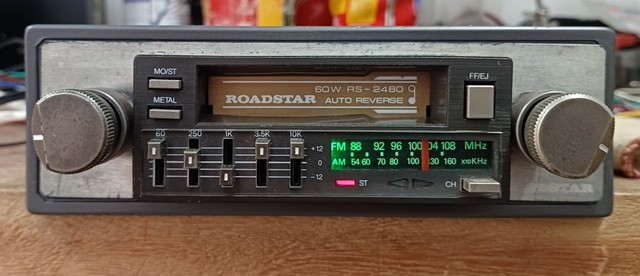 MO/ST
METAL
60W RS-2480
ROADSTAR AUTO REVERSE
FF/EJ
60 250 1K 3.5K 10K
+12
0
-12
FM 88 92 96 100 104 108 MHz
AM 54 60 70 80 100 130 160 x10KHz
ST
CH
ROADSTAR